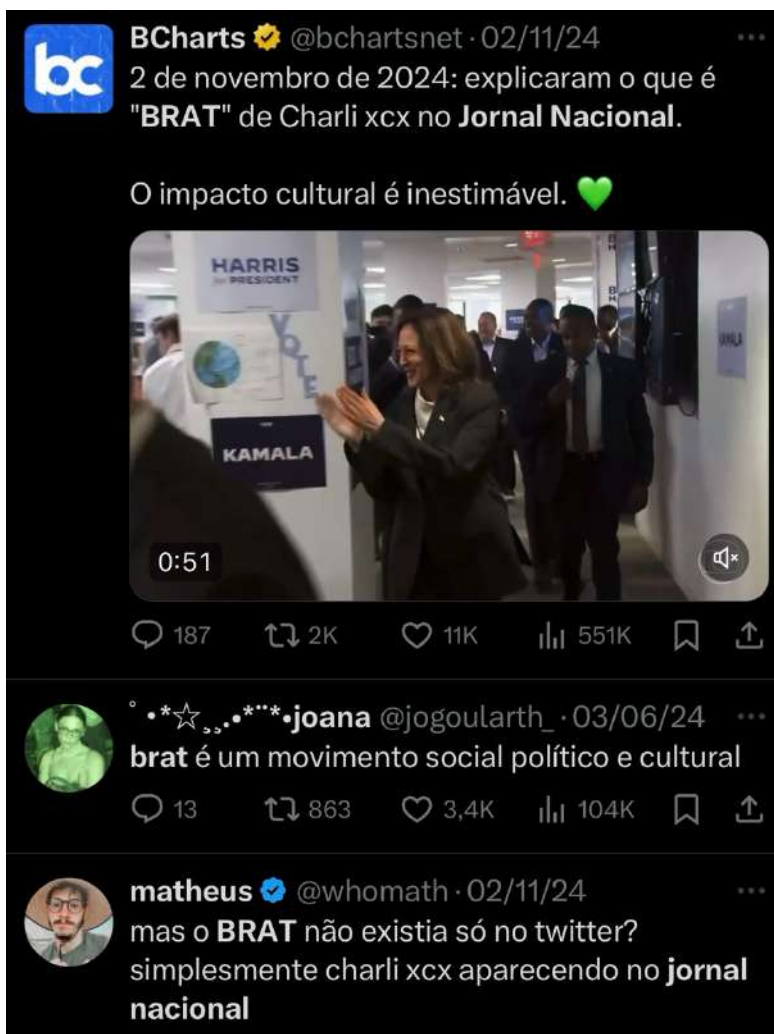 bc
BCharts @bchartsnet · 02/11/24
2 de novembro de 2024: explicaram o que é
"BRAT" de Charli xcx no Jornal Nacional.
O impacto cultural é inestimável. 💚
HARRIS
for PRESIDENT
VOTE
KAMALA
KAMALA
0:51
187 2K 11K 551K
˚ •*☆¸¸.•*¨*•joana @jogoularth_ · 03/06/24
brat é um movimento social político e cultural
13 863 3,4K 104K
matheus @whomath · 02/11/24
mas o BRAT não existia só no twitter?
simplesmente charli xcx aparecendo no jornal
nacional